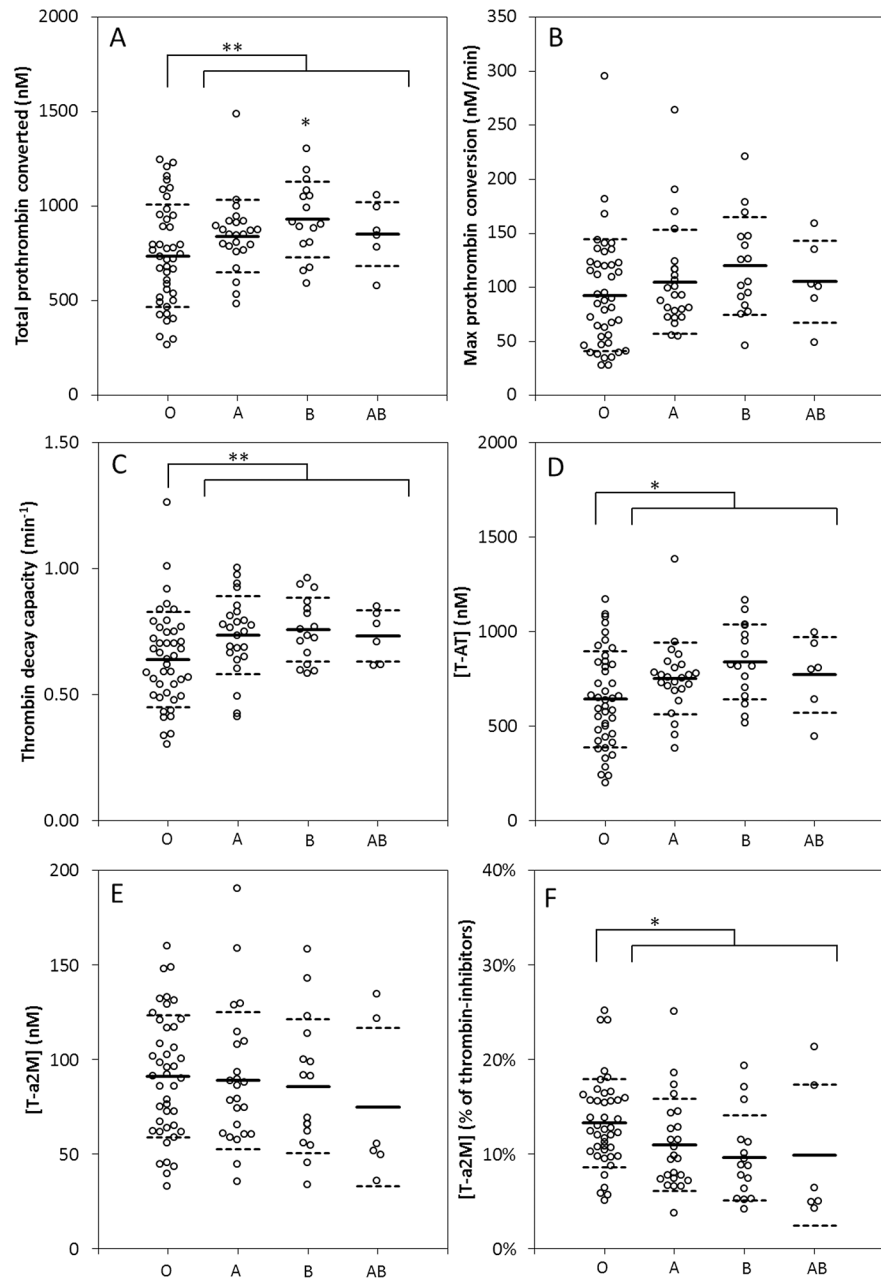 A
Total prothrombin converted (nM)
2000
1500
1000
500
0
**
*
O A B AB
B
Max prothrombin conversion (nM/min)
350
300
250
200
150
100
50
0
O A B AB
C
Thrombin decay capacity (min-1)
1.50
1.00
0.50
0.00
**
O A B AB
D
[T-AT] (nM)
2000
1500
1000
500
0
*
O A B AB
E
[T-a2M] (nM)
200
150
100
50
0
O A B AB
F
[T-a2M] (% of thrombin-inhibitors)
40%
30%
20%
10%
0%
*
O A B AB